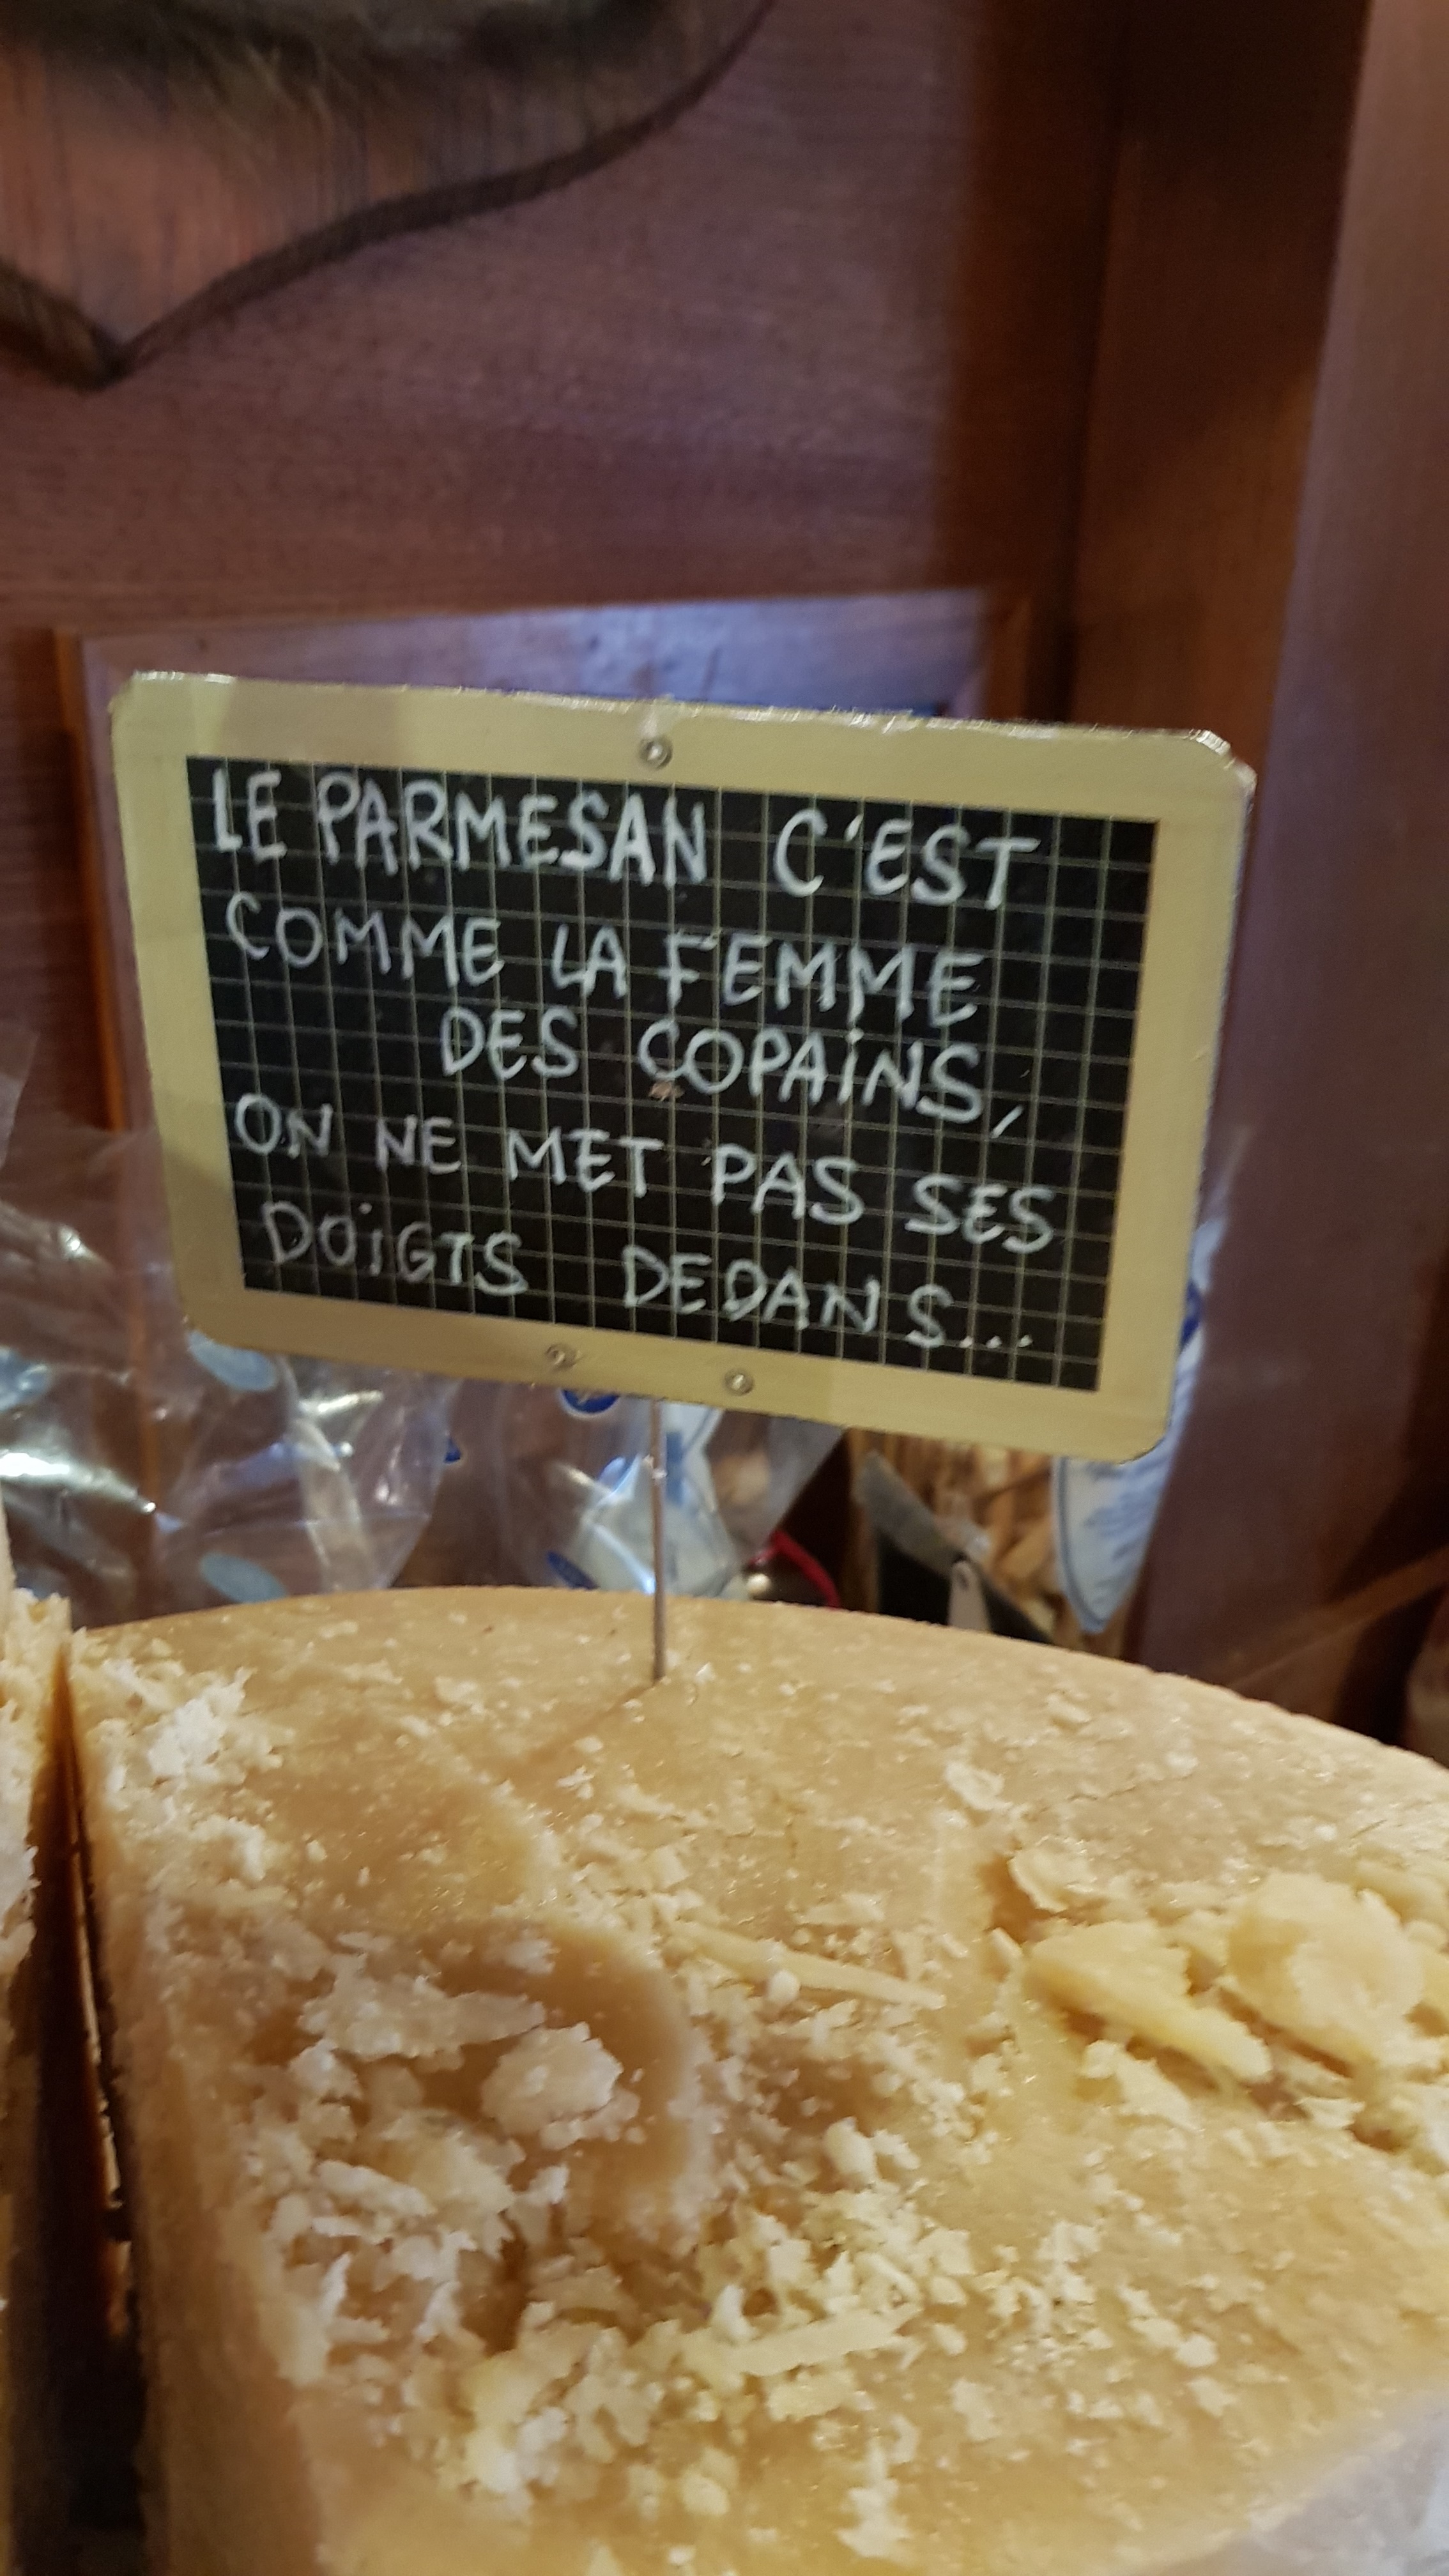 LE PARMESAN C'EST
COMME LA FEMME
DES COPAiNS,
ON NE MET PAS SES
DOiGTS DEDANS...